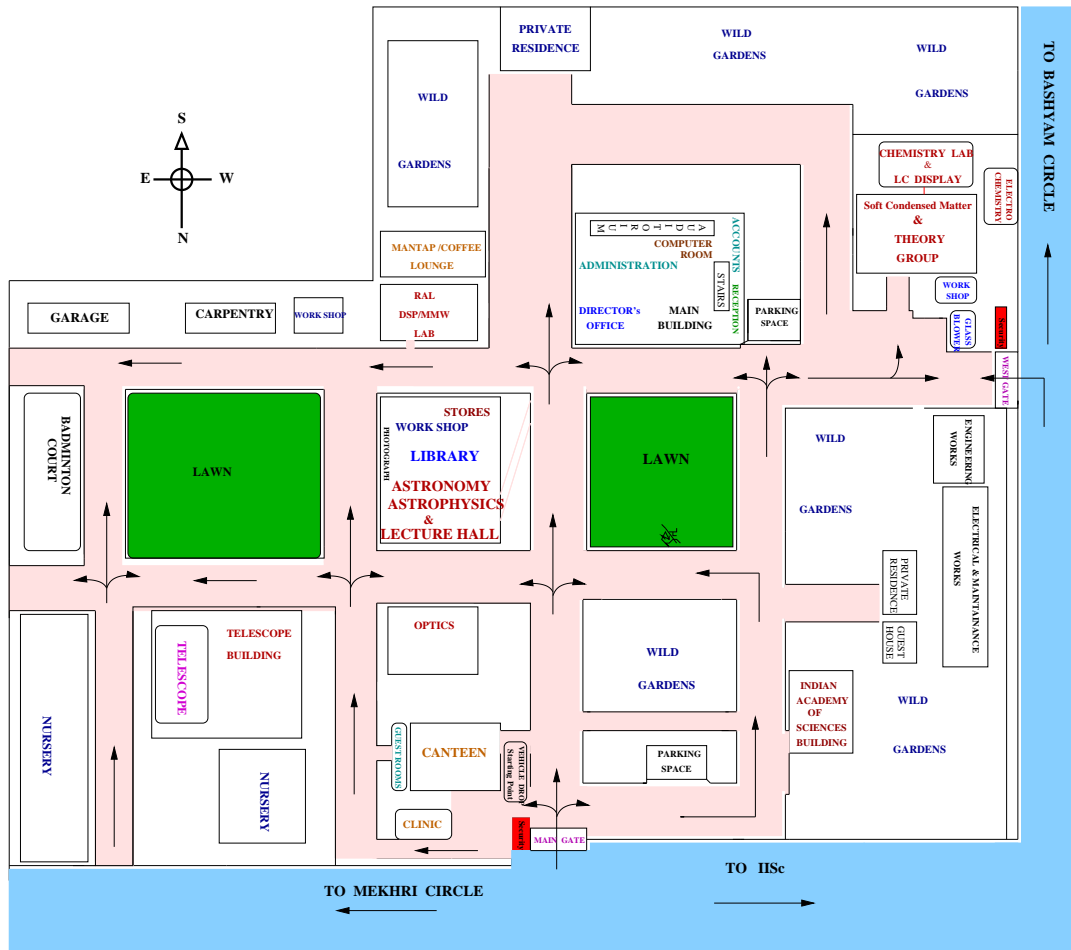 PRIVATE
RESIDENCE
WILD
GARDENS
WILD
GARDENS
WILD
GARDENS
TO BASHYAM CIRCLE
S
E
W
N
CHEMISTRY LAB
&
LC DISPLAY
ELECTRO
CHEMISTRY
Soft Condensed Matter
&
THEORY
GROUP
MANTAP /COFFEE
LOUNGE
AUDITORIUM
COMPUTER
ROOM
ACCOUNTS
ADMINISTRATION
STAIRS
RECEPTION
DIRECTOR's
OFFICE
MAIN
BUILDING
PARKING
SPACE
WORK
SHOP
GLASS
BLOWER
Security
WEST GATE
GARAGE
CARPENTRY
WORK SHOP
RAL
DSP/MMW
LAB
BADMINTON
COURT
LAWN
STORES
WORK SHOP
PHOTOGRAPH
LIBRARY
ASTRONOMY
ASTROPHYSICS
&
LECTURE HALL
LAWN
WILD
GARDENS
ENGINEERING
WORKS
ELECTRICAL & MAINTAINANCE
WORKS
PRIVATE
RESIDENCE
GUEST
HOUSE
NURSERY
TELESCOPE
TELESCOPE
BUILDING
NURSERY
OPTICS
GUEST ROOMS
CANTEEN
VEHICLE DROP
Starting Point
CLINIC
Security
MAIN GATE
WILD
GARDENS
PARKING
SPACE
INDIAN
ACADEMY
OF
SCIENCES
BUILDING
WILD
GARDENS
TO MEKHRI CIRCLE
TO IISc